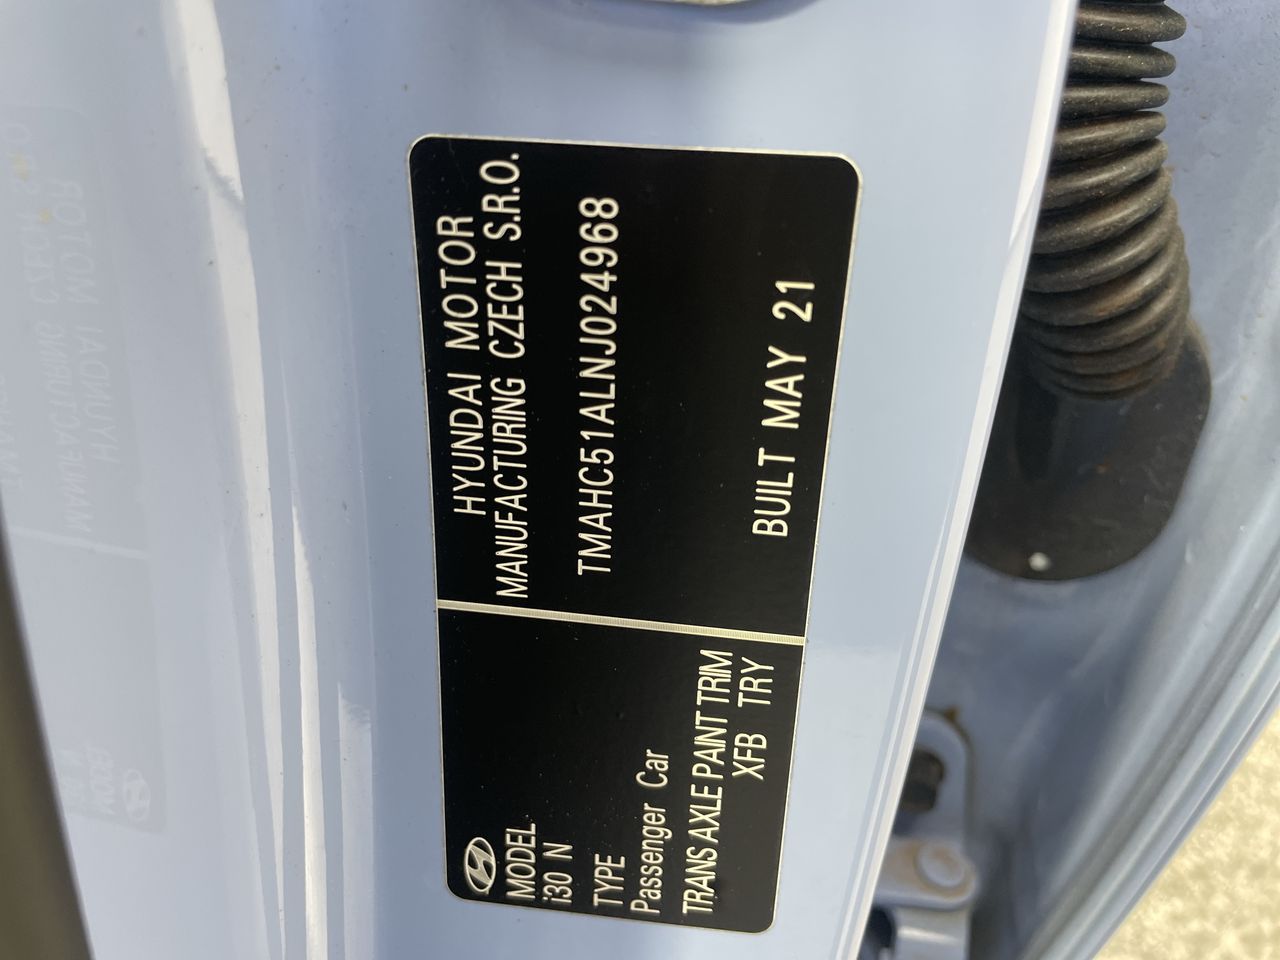 HYUNDAI MOTOR
MANUFACTURING CZECH S.R.O.
TMAHC51ALNJ024968
BUILT MAY 21
MODEL
i30 N
TYPE
Passenger Car
TRANS AXLE PAINT TRIM
XFB TRY